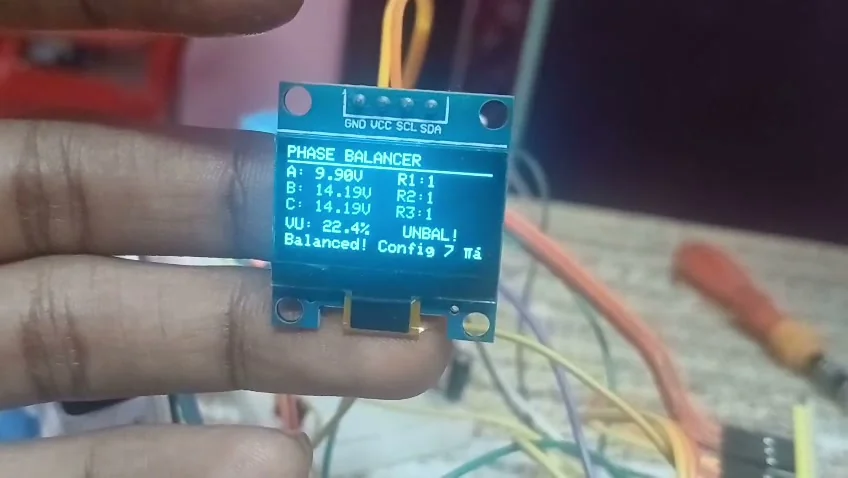 GND VCC SCL SDA
PHASE BALANCER
A: 9.90V R1:1
B: 14.19V R2:1
C: 14.19V R3:1
VU: 22.4% UNBAL!
Balanced! Config 7